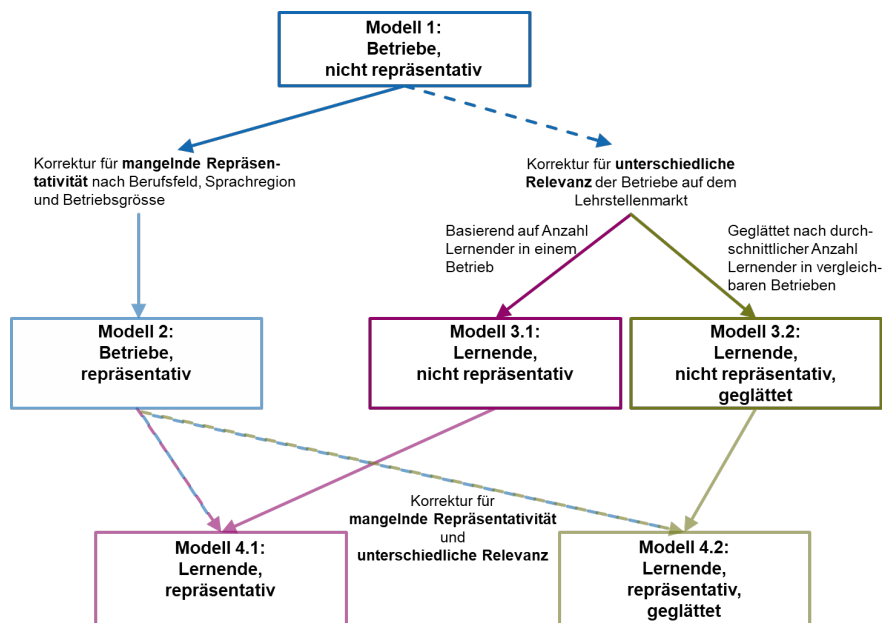 Modell 1:
Betriebe,
nicht repräsentativ
Korrektur für mangelnde Repräsen-
tativität nach Berufsfeld, Sprachregion
und Betriebsgrösse
Korrektur für unterschiedliche
Relevanz der Betriebe auf dem
Lehrstellenmarkt
Basierend auf Anzahl
Lernender in einem
Betrieb
Geglättet nach durch-
schnittlicher Anzahl
Lernender in vergleich-
baren Betrieben
Modell 2:
Betriebe,
repräsentativ
Modell 3.1:
Lernende,
nicht repräsentativ
Modell 3.2:
Lernende,
nicht repräsentativ,
geglättet
Korrektur für
mangelnde Repräsentativität
und
unterschiedliche Relevanz
Modell 4.1:
Lernende,
repräsentativ
Modell 4.2:
Lernende,
repräsentativ,
geglättet